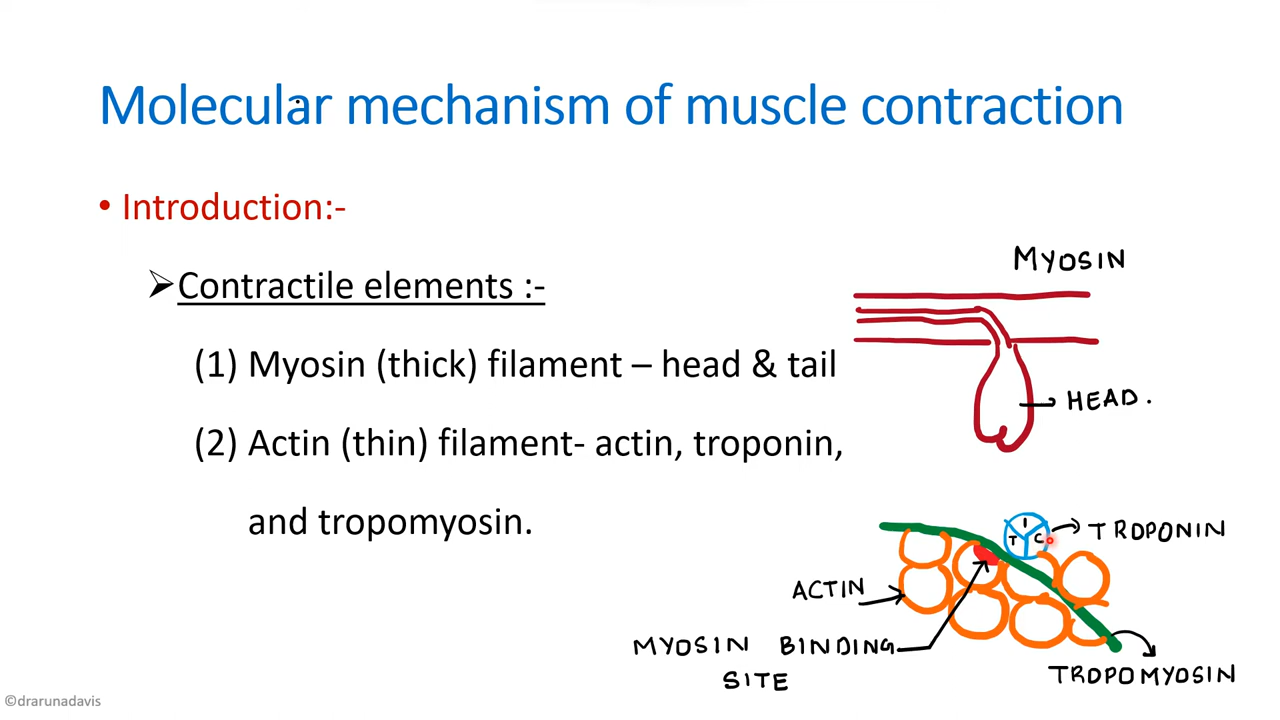 Molecular mechanism of muscle contraction
• Introduction:-
➢Contractile elements :-
(1) Myosin (thick) filament – head & tail
(2) Actin (thin) filament- actin, troponin,
and tropomyosin.
MYOSIN
HEAD.
I
T C
TROPONIN
ACTIN
MYOSIN BINDING
SITE
TROPOMYOSIN
©drarunadavis